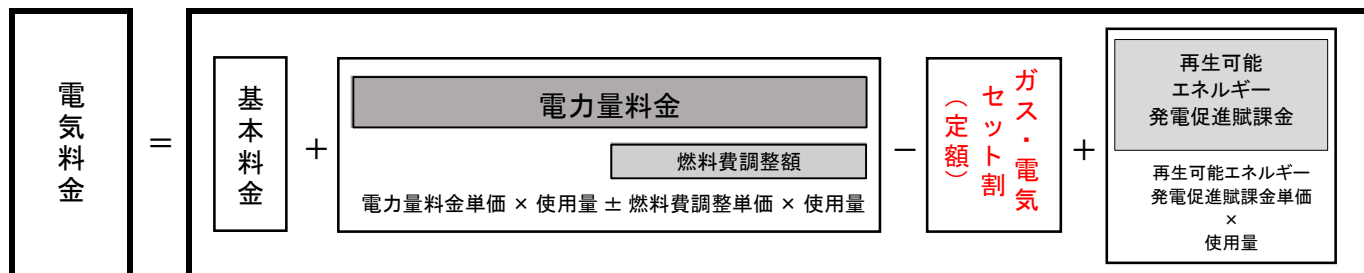 電気料金
＝
基本料金
＋
電力量料金
燃料費調整額
電力量料金単価 × 使用量 ± 燃料費調整単価 × 使用量
－
ガス・電気
セット割
（定額）
＋
再生可能
エネルギー
発電促進賦課金
再生可能エネルギー
発電促進賦課金単価
×
使用量